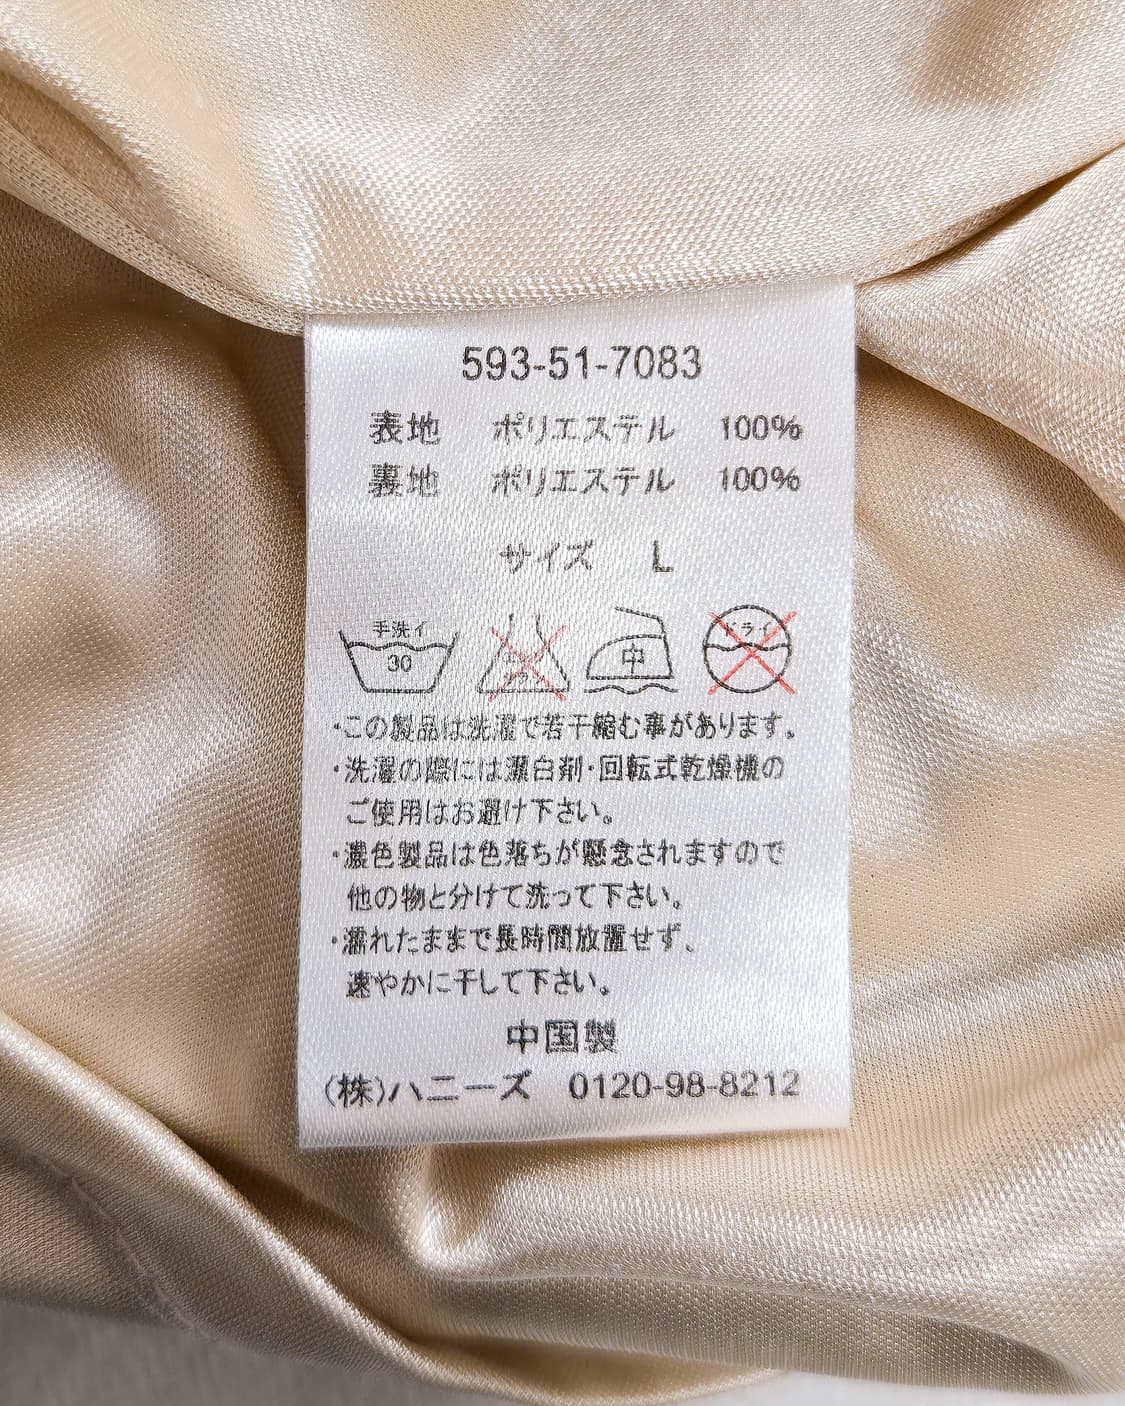 593-51-7083
表地 ポリエステル 100%
裏地 ポリエステル 100%
サイズ L
手洗イ 30 エンソ サラシ 中 ドライ
・この製品は洗濯で若干縮む事があります。
・洗濯の際には漂白剤・回転式乾燥機の
ご使用はお避け下さい。
・濃色製品は色落ちが懸念されますので
他の物と分けて洗って下さい。
・濡れたままで長時間放置せず、
速やかに干して下さい。
中国製
(株)ハニーズ 0120-98-8212